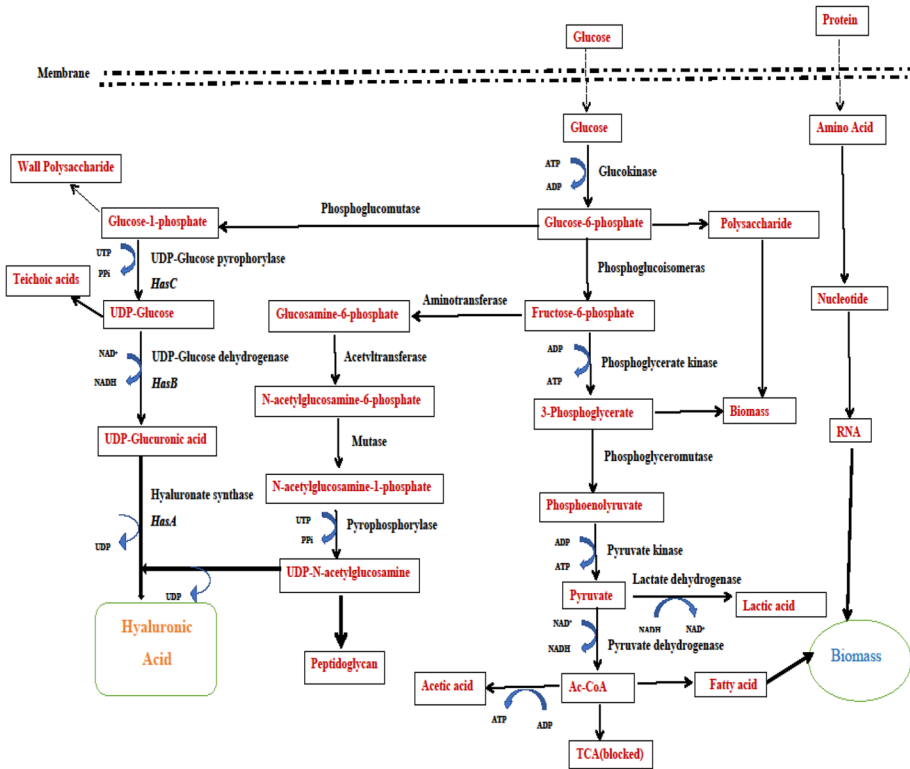 Glucose
Protein
Membrane
Glucose
Amino Acid
ATP
ADP
Glucokinase
Wall Polysaccharide
Phosphoglucomutase
Glucose-1-phosphate
Glucose-6-phosphate
Polysaccharide
UTP
PPi
UDP-Glucose pyrophorylase
HasC
Phosphoglucoisomeras
Teichoic acids
Aminotransferase
Nucleotide
UDP-Glucose
Glucosamine-6-phosphate
Fructose-6-phosphate
NAD+
NADH
UDP-Glucose dehydrogenase
HasB
Acetyltransferase
ADP
ATP
Phosphoglycerate kinase
N-acetylglucosamine-6-phosphate
3-Phosphoglycerate
Biomass
UDP-Glucuronic acid
RNA
Mutase
Phosphoglyceromutase
N-acetylglucosamine-1-phosphate
Hyaluronate synthase
HasA
UDP
UTP
PPi
Pyrophosphorylase
Phosphoenolyruvate
ADP
ATP
Pyruvate kinase
UDP-N-acetylglucosamine
UDP
Lactate dehydrogenase
Pyruvate
Lactic acid
NADH
NAD+
NAD+
NADH
Pyruvate dehydrogenase
Hyaluronic
Acid
Peptidoglycan
Biomass
Acetic acid
Ac-CoA
Fatty acid
ATP
ADP
TCA(blocked)